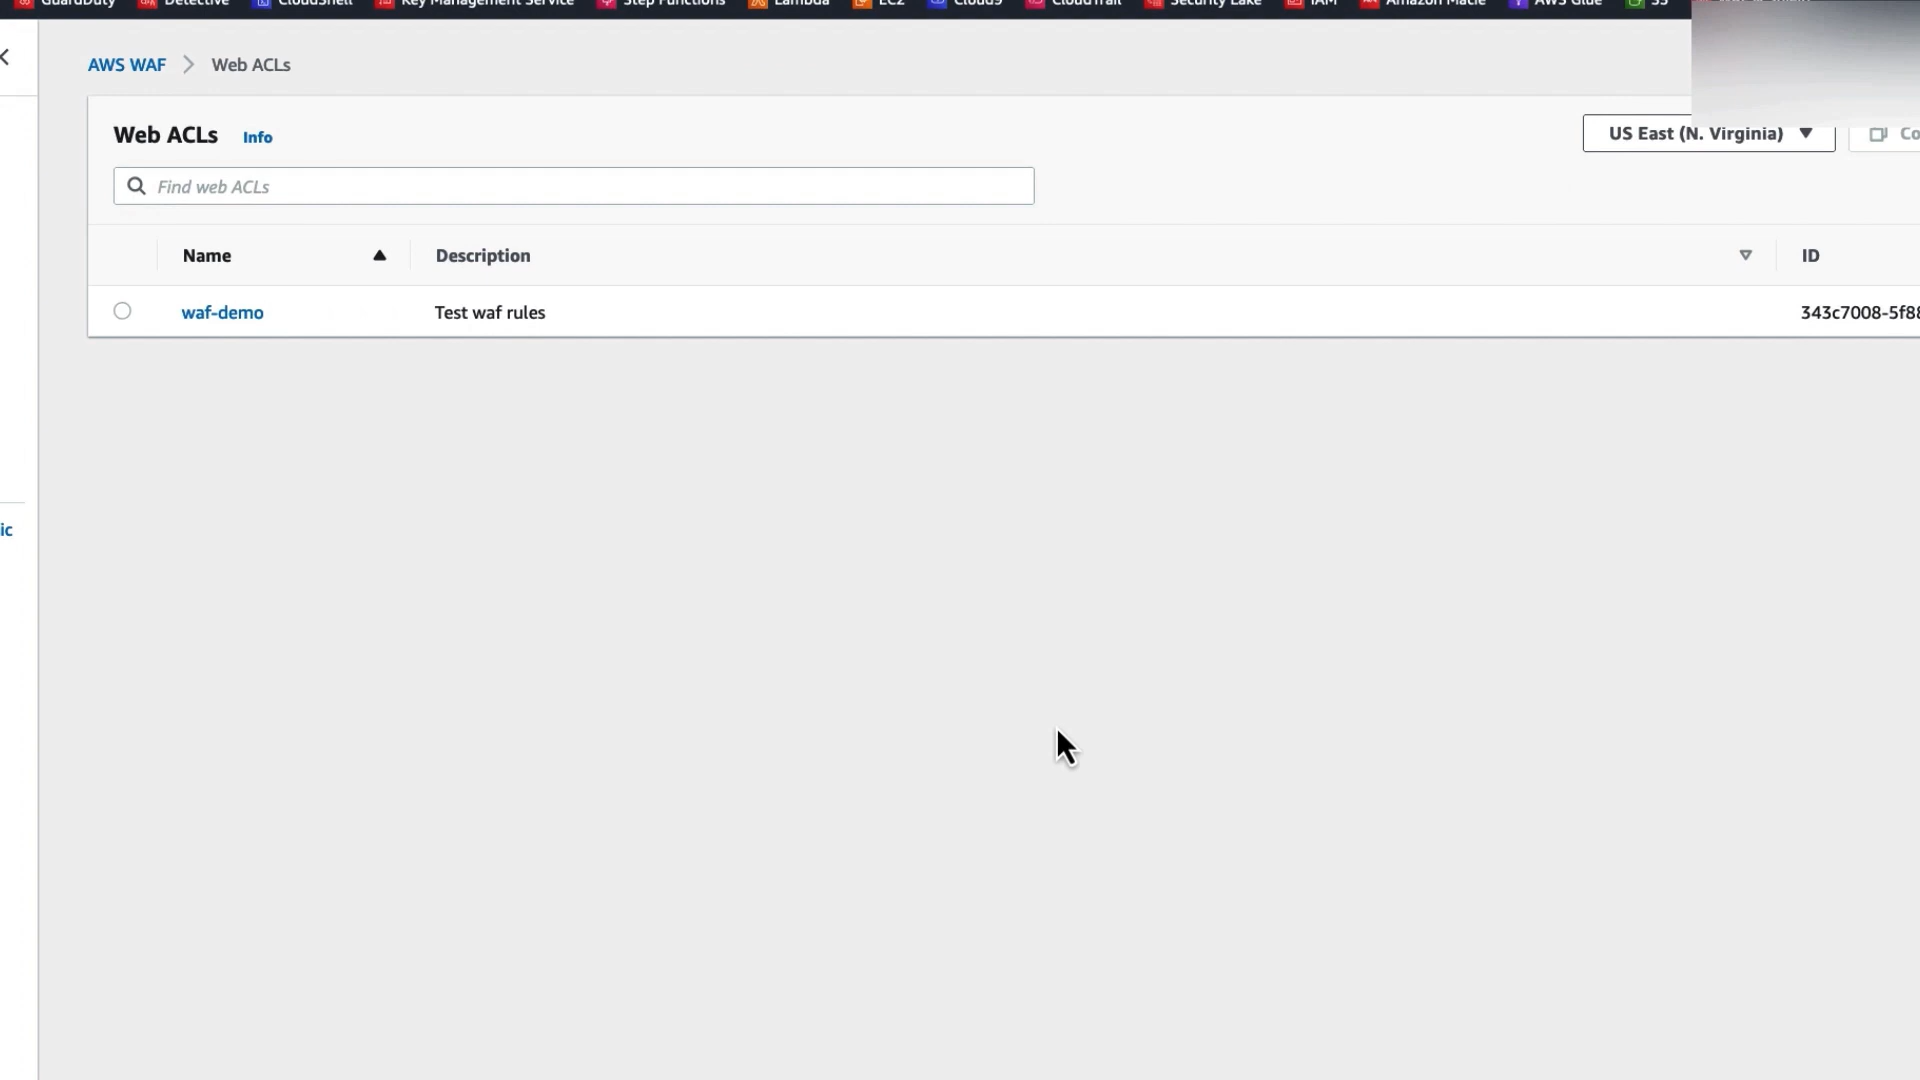 GuardDuty Detective CloudShell Key Management Service Step Functions Lambda EC2 Cloud9 CloudTrail Security Lake IAM Amazon Macie AWS Glue S3
AWS WAF > Web ACLs
Web ACLs Info
US East (N. Virginia) ▼ Co
Find web ACLs
Name ▲ Description ▽ ID
waf-demo Test waf rules 343c7008-5f88
ic